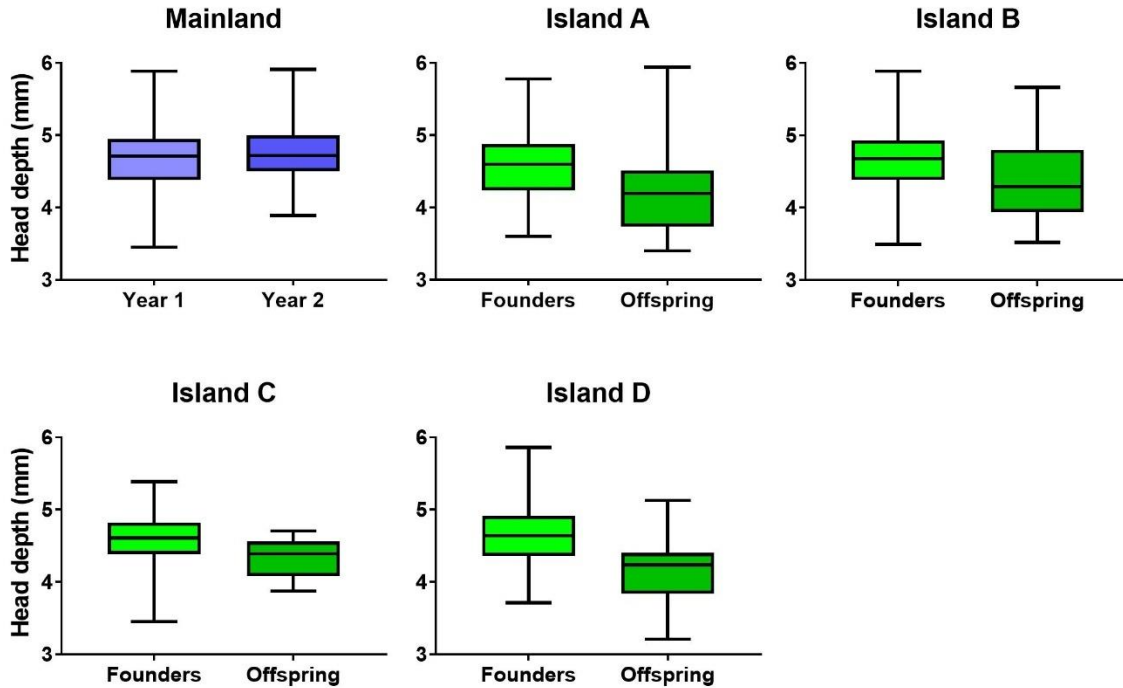 Mainland
Head depth (mm)
6
5
4
3
Year 1 Year 2
Island A
6
5
4
3
Founders Offspring
Island B
6
5
4
3
Founders Offspring
Island C
Head depth (mm)
6
5
4
3
Founders Offspring
Island D
6
5
4
3
Founders Offspring